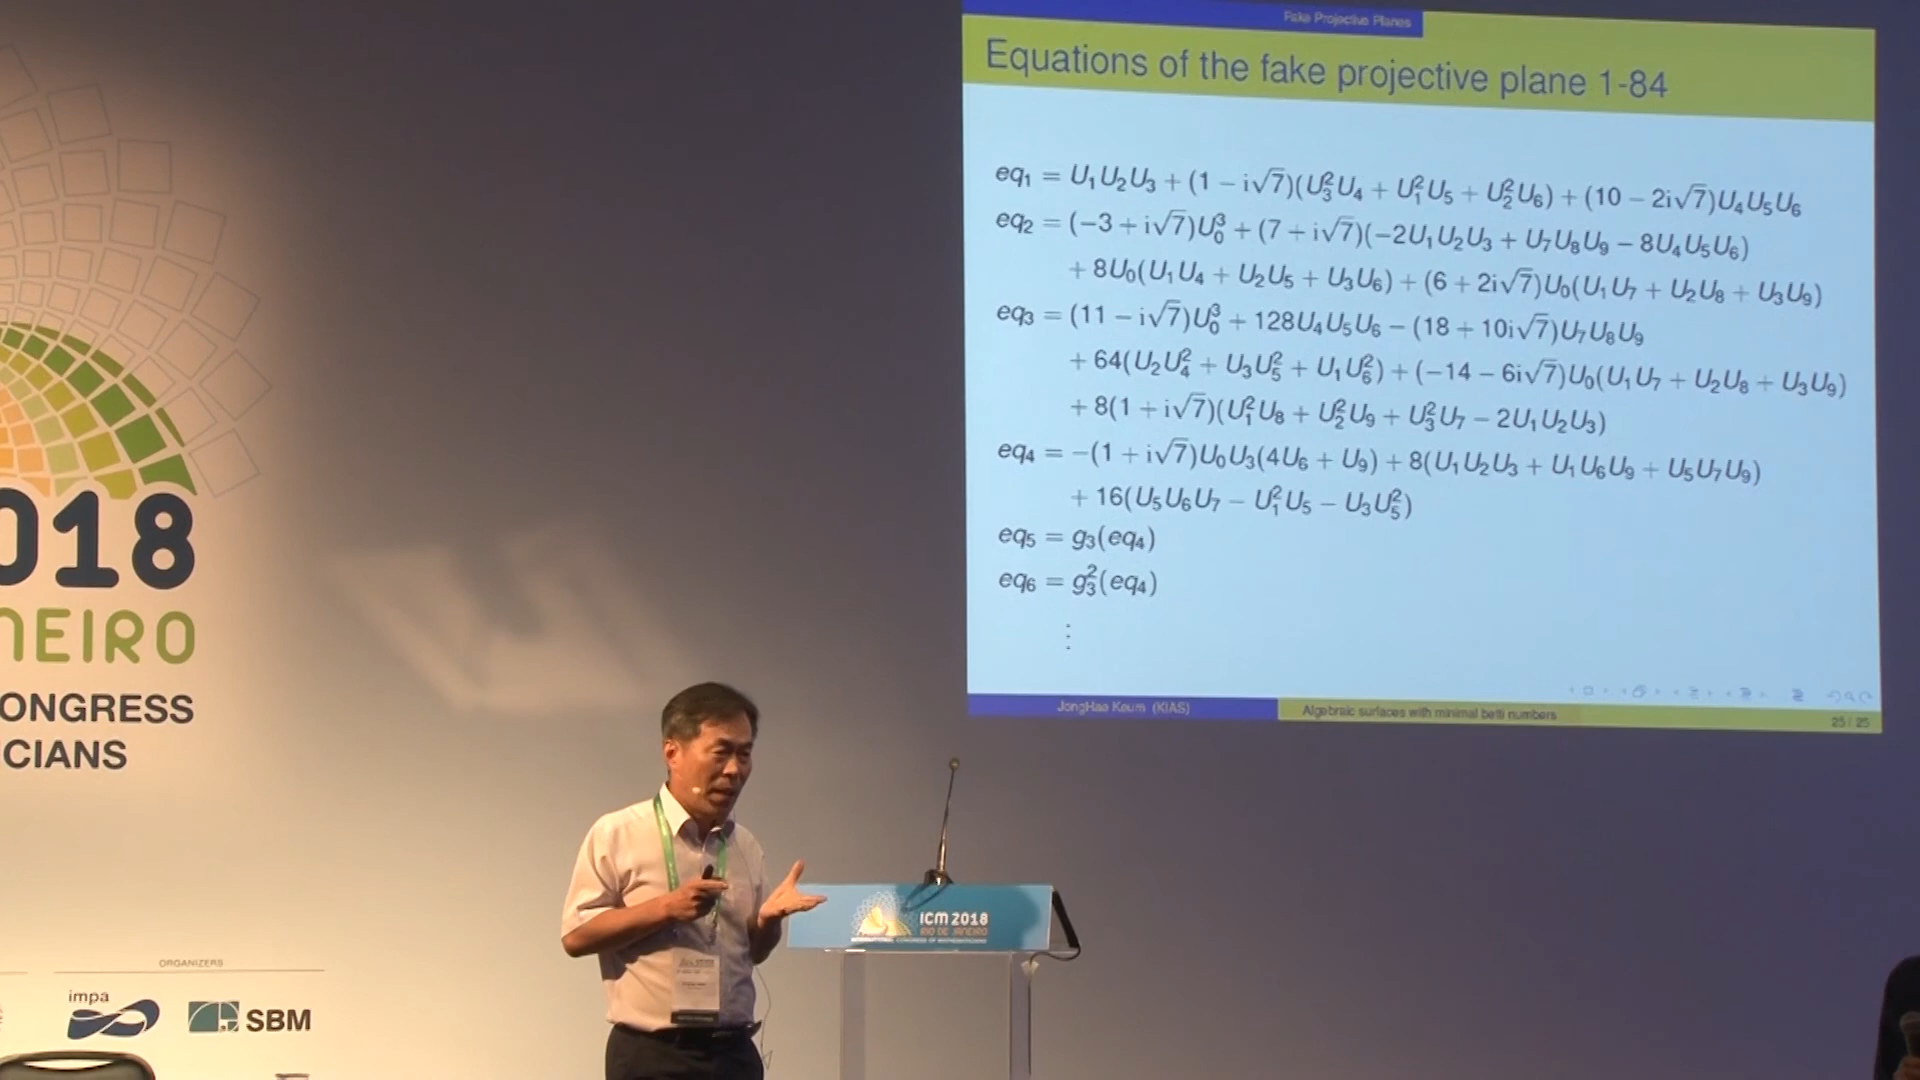 Fake Projective Planes
Equations of the fake projective plane 1-84
eq₁ = U₁U₂U₃ + (1 − i√7)(U₃²U₄ + U₁²U₅ + U₂²U₆) + (10 − 2i√7)U₄U₅U₆
eq₂ = (−3 + i√7)U₀³ + (7 + i√7)(−2U₁U₂U₃ + U₇U₈U₉ − 8U₄U₅U₆)
+ 8U₀(U₁U₄ + U₂U₅ + U₃U₆) + (6 + 2i√7)U₀(U₁U₇ + U₂U₈ + U₃U₉)
eq₃ = (11 − i√7)U₀³ + 128U₄U₅U₆ − (18 + 10i√7)U₇U₈U₉
+ 64(U₂U₄² + U₃U₅² + U₁U₆²) + (−14 − 6i√7)U₀(U₁U₇ + U₂U₈ + U₃U₉)
+ 8(1 + i√7)(U₁²U₈ + U₂²U₉ + U₃²U₇ − 2U₁U₂U₃)
eq₄ = −(1 + i√7)U₀U₃(4U₆ + U₉) + 8(U₁U₂U₃ + U₁U₆U₉ + U₅U₇U₉)
+ 16(U₅U₆U₇ − U₁²U₅ − U₃U₅²)
eq₅ = g₃(eq₄)
eq₆ = g₃²(eq₄)
⋮
JongHae Keum (KIAS)
Algebraic surfaces with minimal betti numbers
25 / 25
018
NEIRO
ONGRESS
CIANS
ORGANIZERS
impa
SBM
ICM 2018
RIO DE JANEIRO
INTERNATIONAL CONGRESS OF MATHEMATICIANS